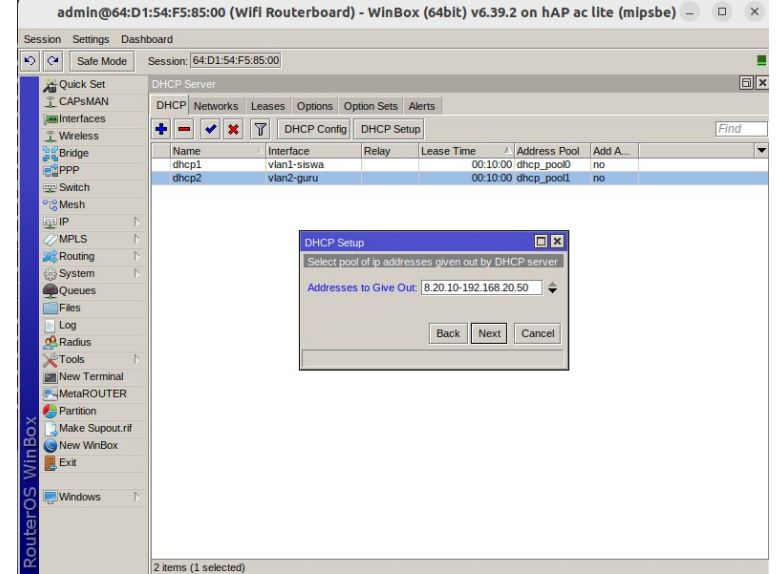 admin@64:D1:54:F5:85:00 (Wifi Routerboard) - WinBox (64bit) v6.39.2 on hAP ac lite (mipsbe)
Session Settings Dashboard
Safe Mode Session: 64:D1:54:F5:85:00
Quick Set
CAPsMAN
Interfaces
Wireless
Bridge
PPP
Switch
Mesh
IP
MPLS
Routing
System
Queues
Files
Log
Radius
Tools
New Terminal
MetaROUTER
Partition
Make Supout.rif
New WinBox
Exit
Windows
RouterOS WinBox
DHCP Server
DHCP Networks Leases Options Option Sets Alerts
DHCP Config DHCP Setup Find
Name Interface Relay Lease Time Address Pool Add A...
dhcp1 vlan1-siswa 00:10:00 dhcp_pool0 no
dhcp2 vlan2-guru 00:10:00 dhcp_pool1 no
DHCP Setup
Select pool of ip addresses given out by DHCP server
Addresses to Give Out: 8.20.10-192.168.20.50
Back Next Cancel
2 items (1 selected)